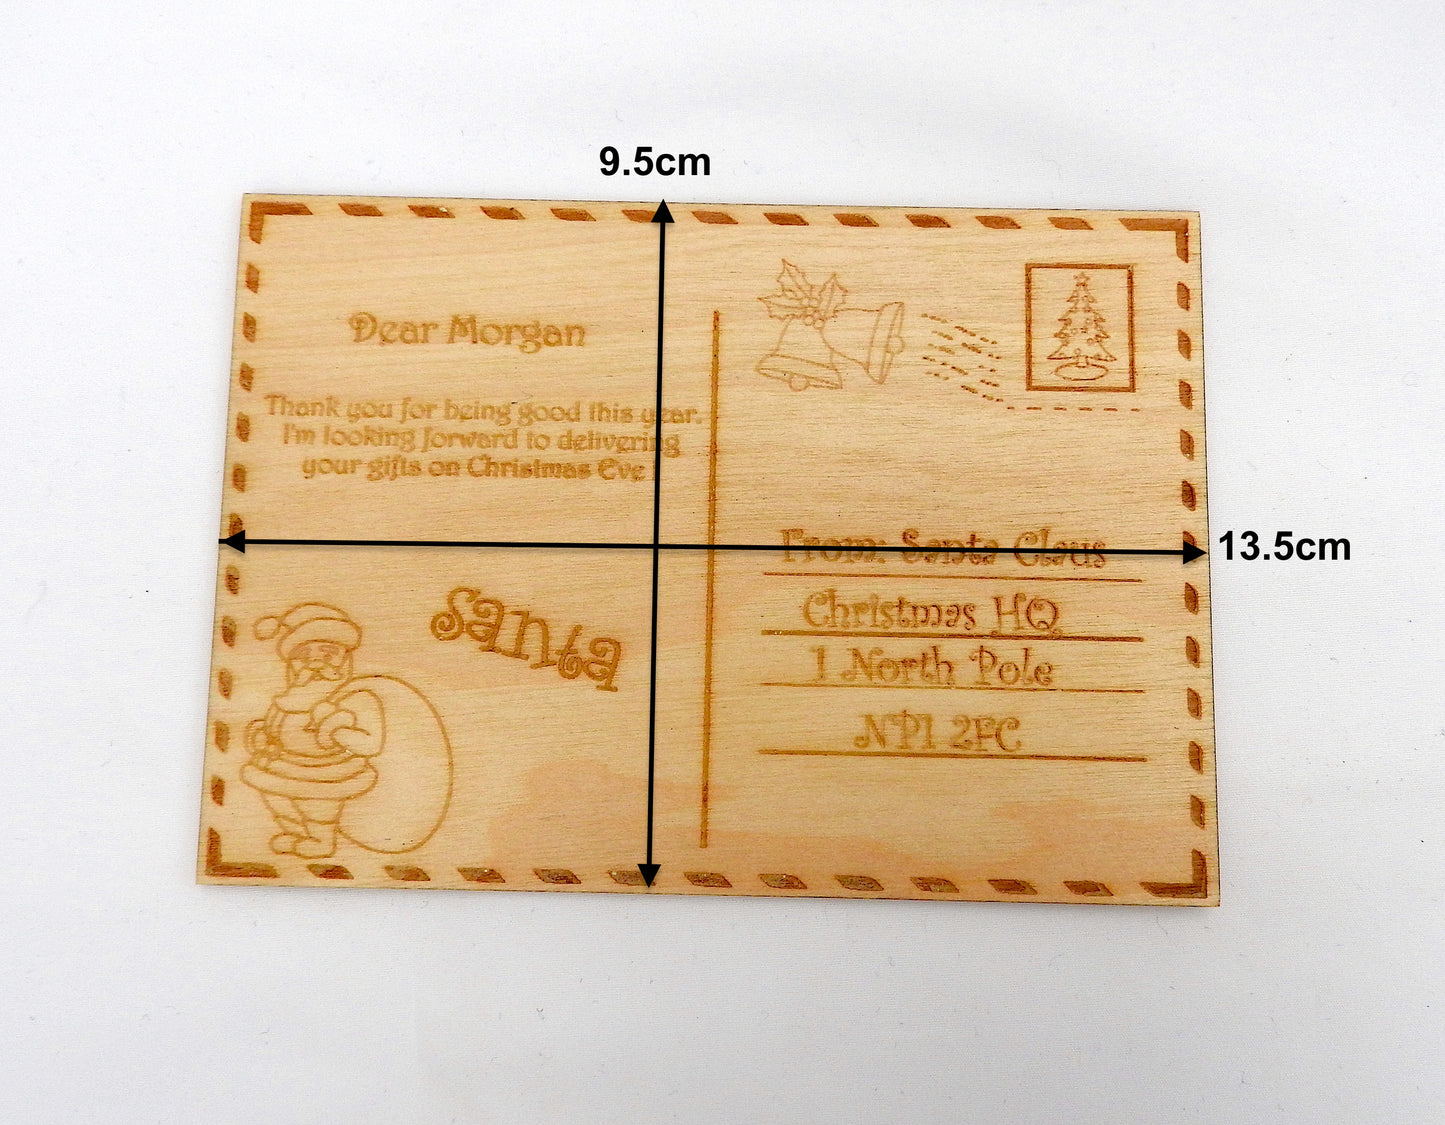 9.5cm
Dear Morgan
Thank you for being good this year.
I'm looking forward to delivering
your gifts on Christmas Eve !
Santa
From: Santa Claus
Christmas HQ
1 North Pole
NP1 2FC
13.5cm